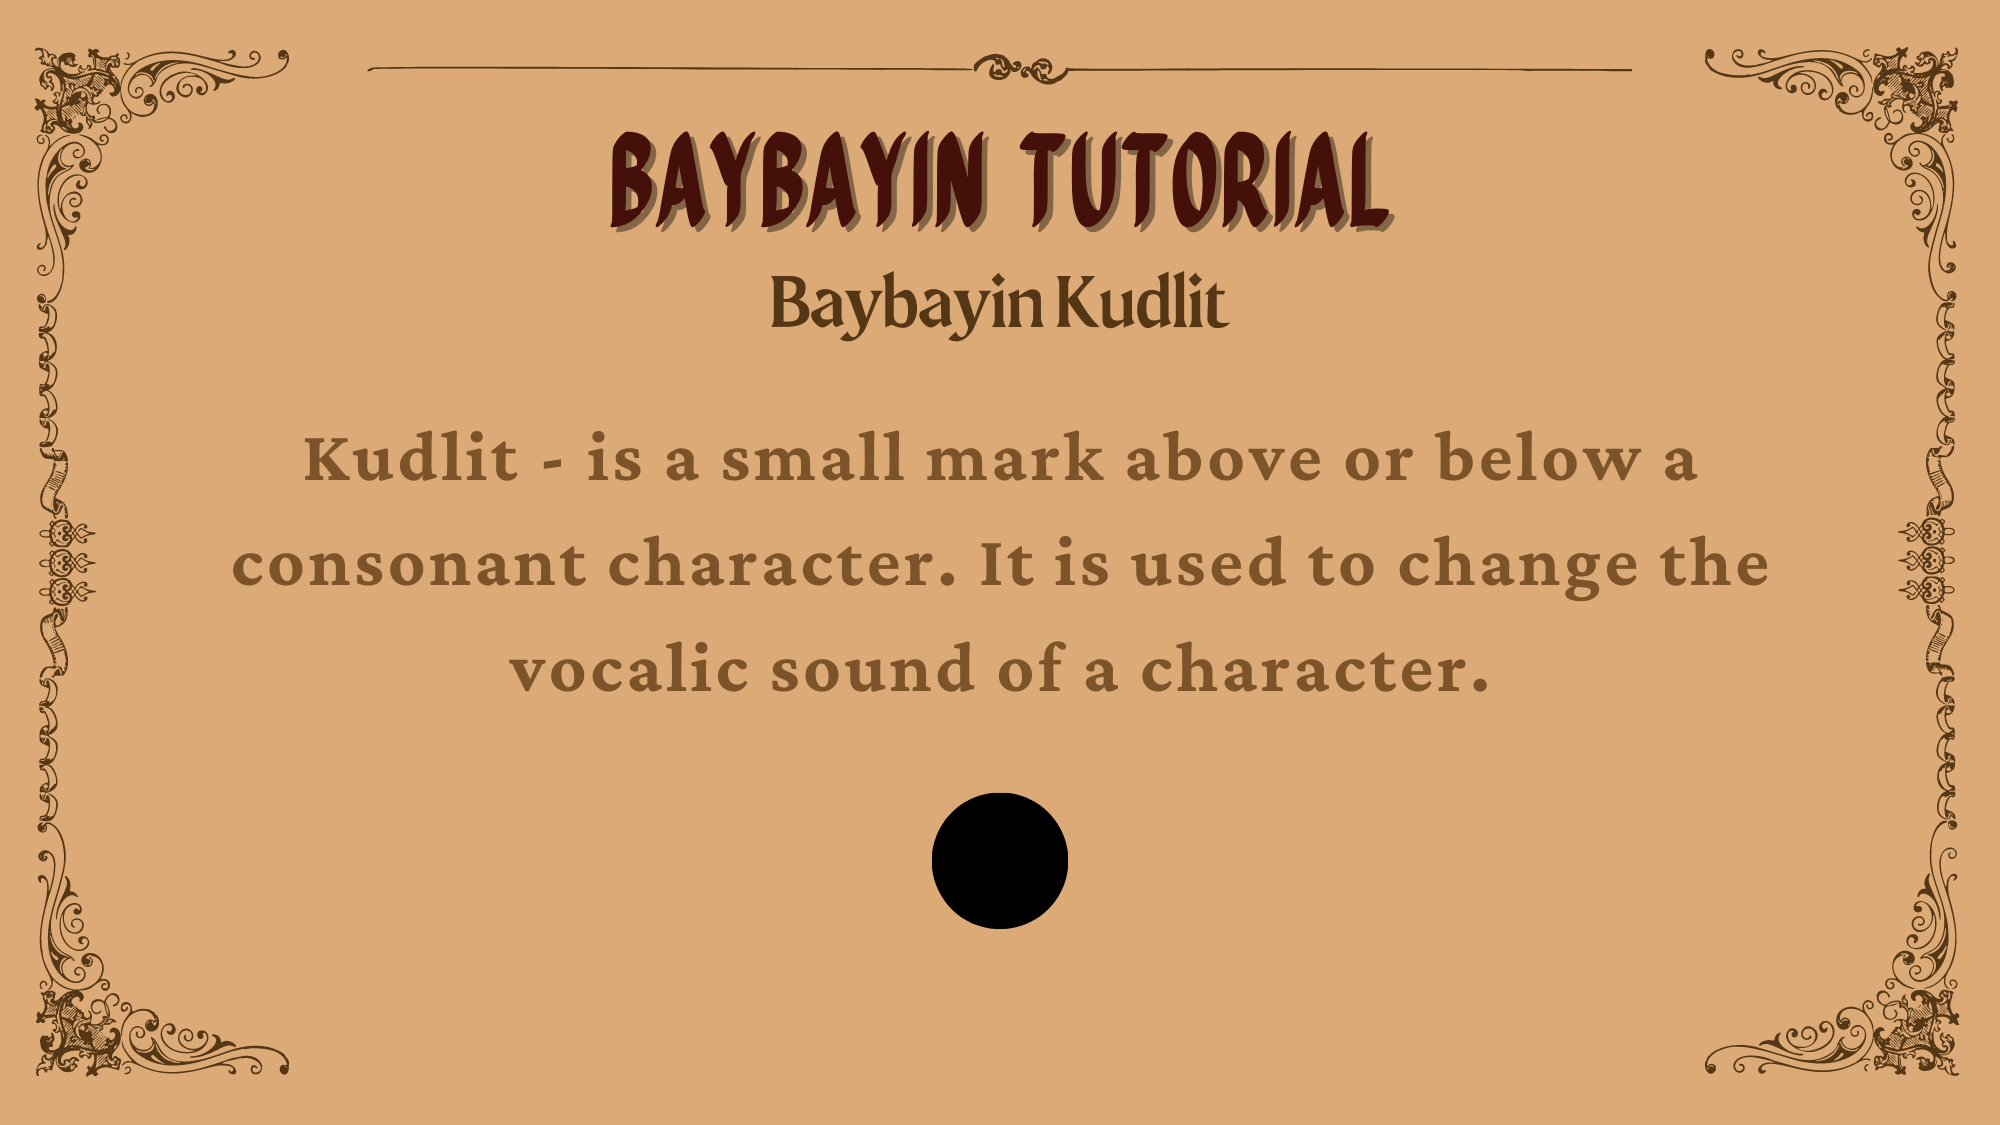 BAYBAYIN TUTORIAL
Baybayin Kudlit
Kudlit - is a small mark above or below a
consonant character. It is used to change the
vocalic sound of a character.